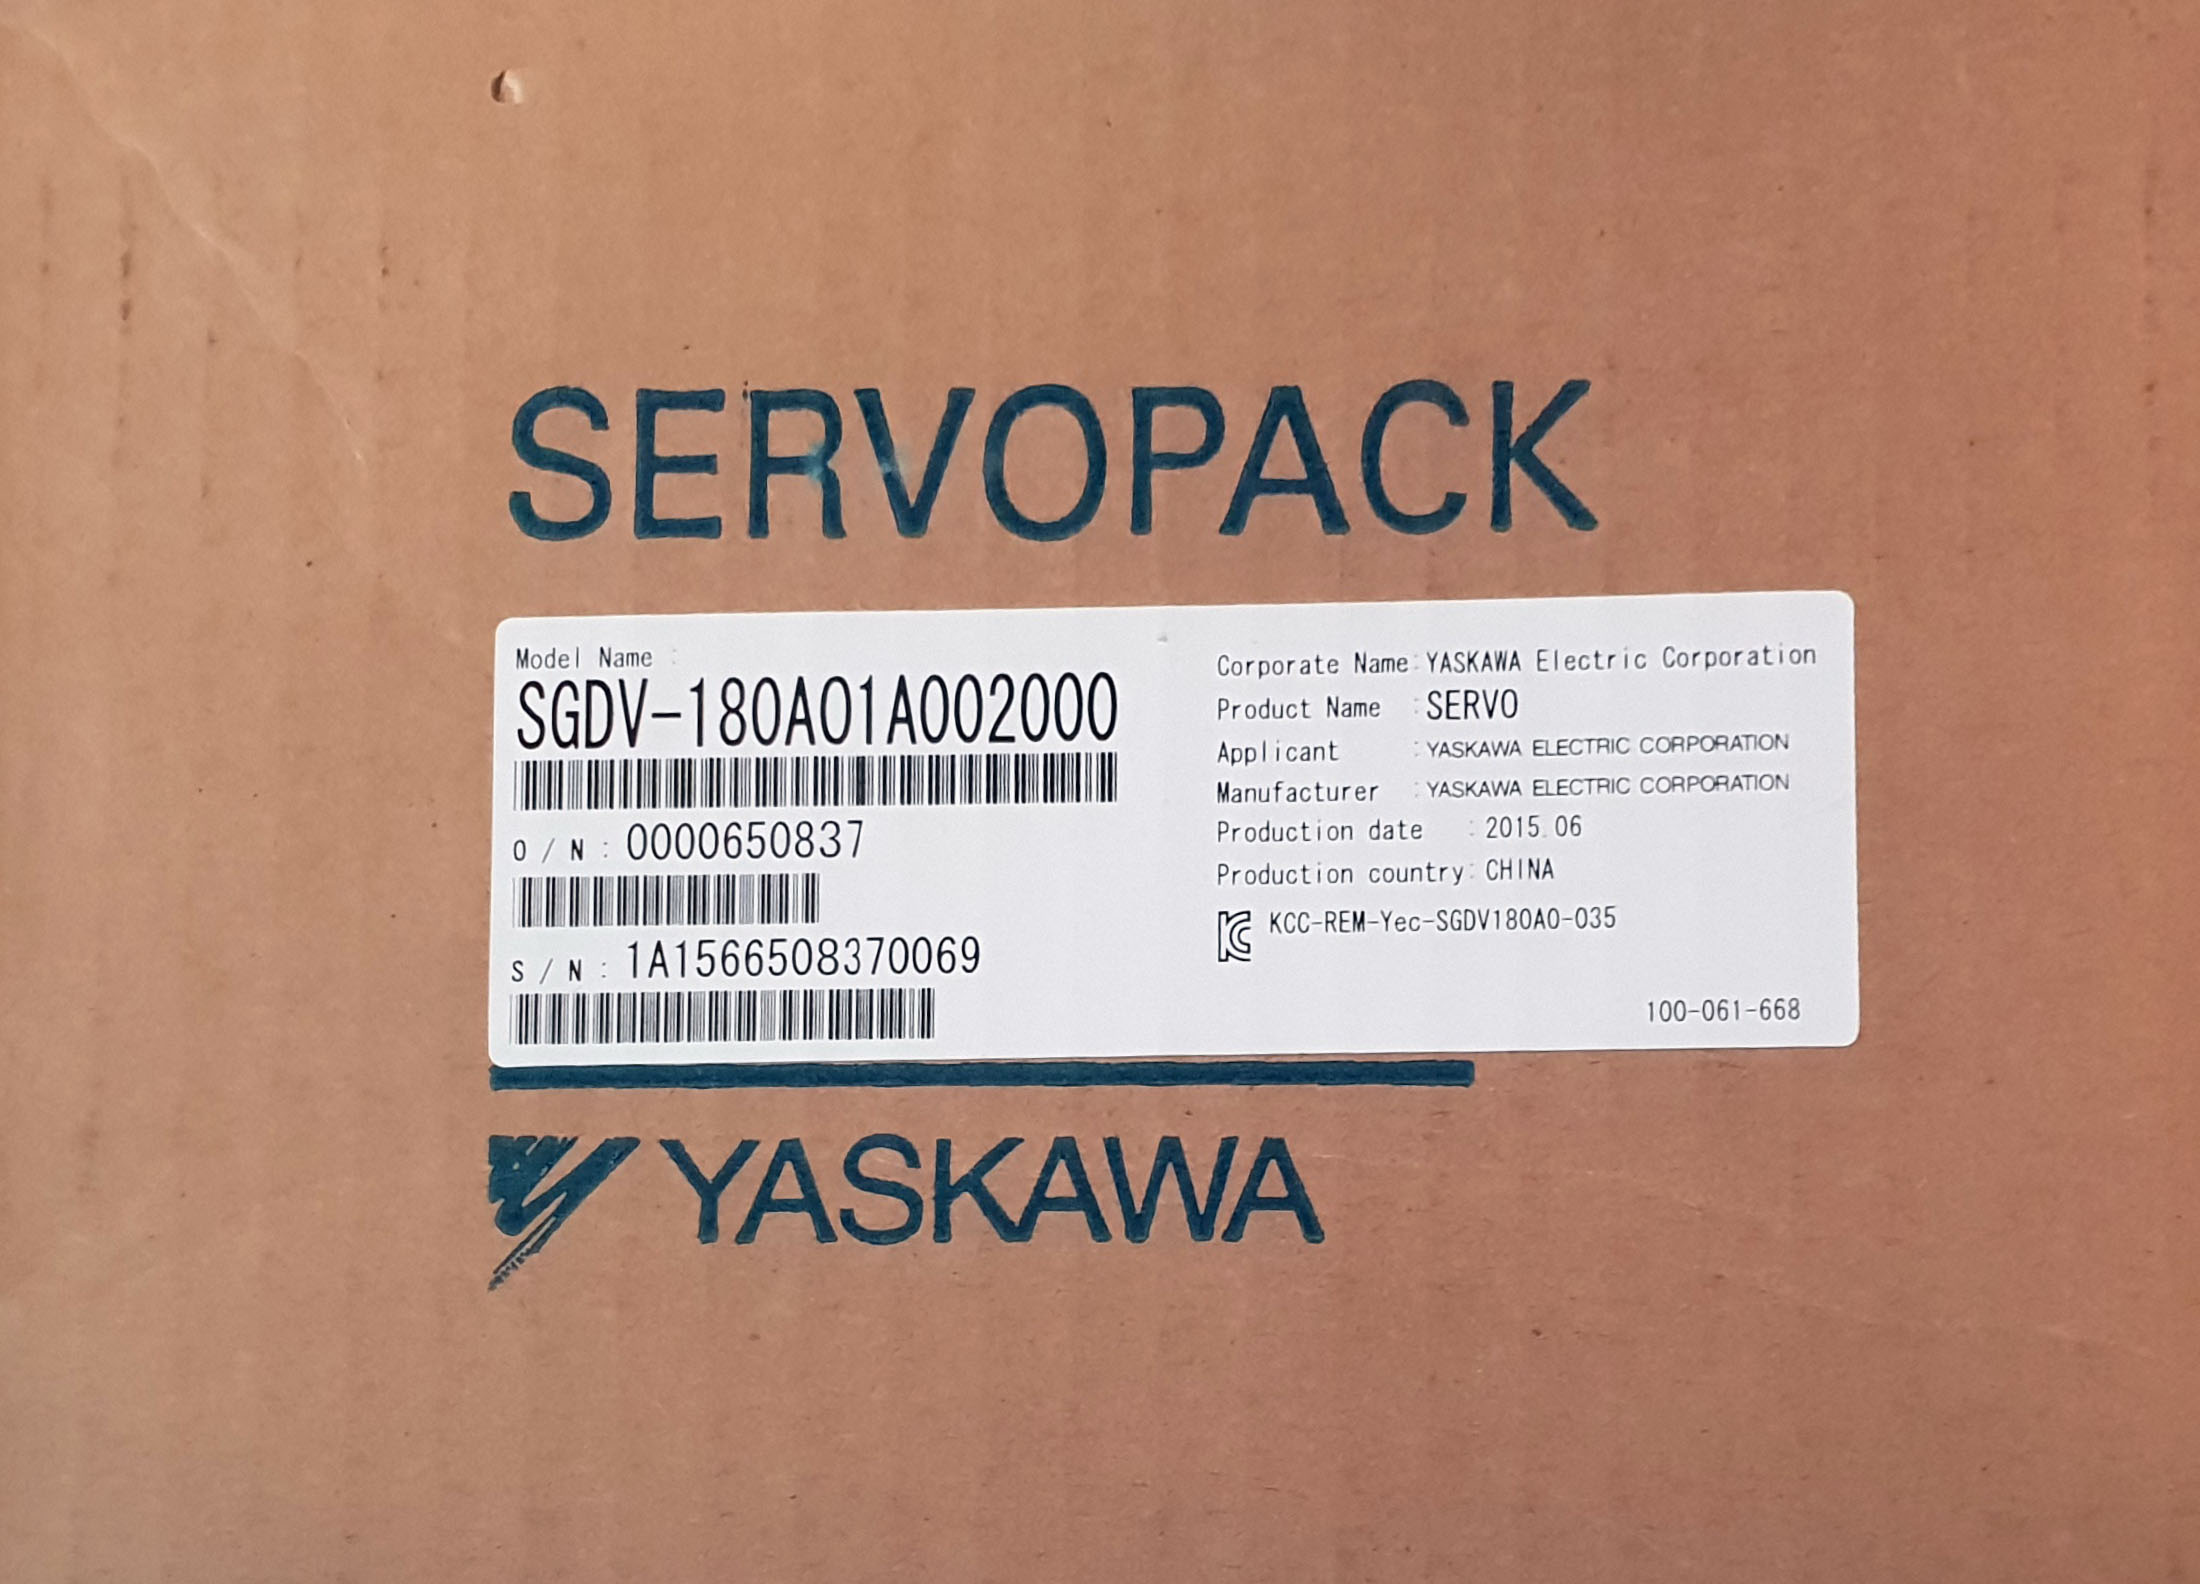 SERVOPACK
Model Name :
SGDV-180A01A002000
O / N : 0000650837
S / N : 1A1566508370069
Corporate Name: YASKAWA Electric Corporation
Product Name : SERVO
Applicant : YASKAWA ELECTRIC CORPORATION
Manufacturer : YASKAWA ELECTRIC CORPORATION
Production date : 2015.06
Production country: CHINA
KCC-REM-Yec-SGDV180A0-035
100-061-668
YASKAWA